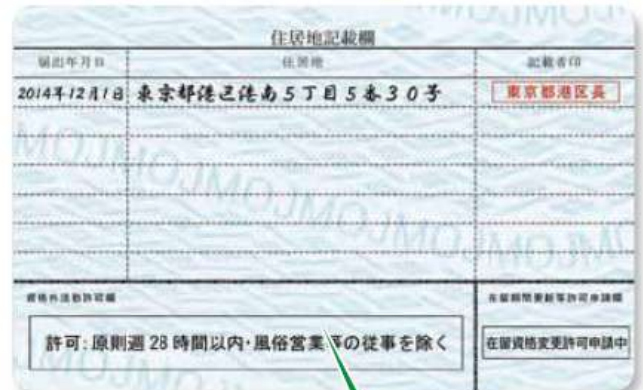 住居地記載欄
届出年月日 住居地 記載者印
2014年12月1日 東京都港区港南5丁目5番30号 東京都港区長
MOJMOJMOJMOJMOJ
資格外活動許可欄 在留期間更新等許可申請欄
許可:原則週28時間以内・風俗営業等の従事を除く 在留資格変更許可申請中